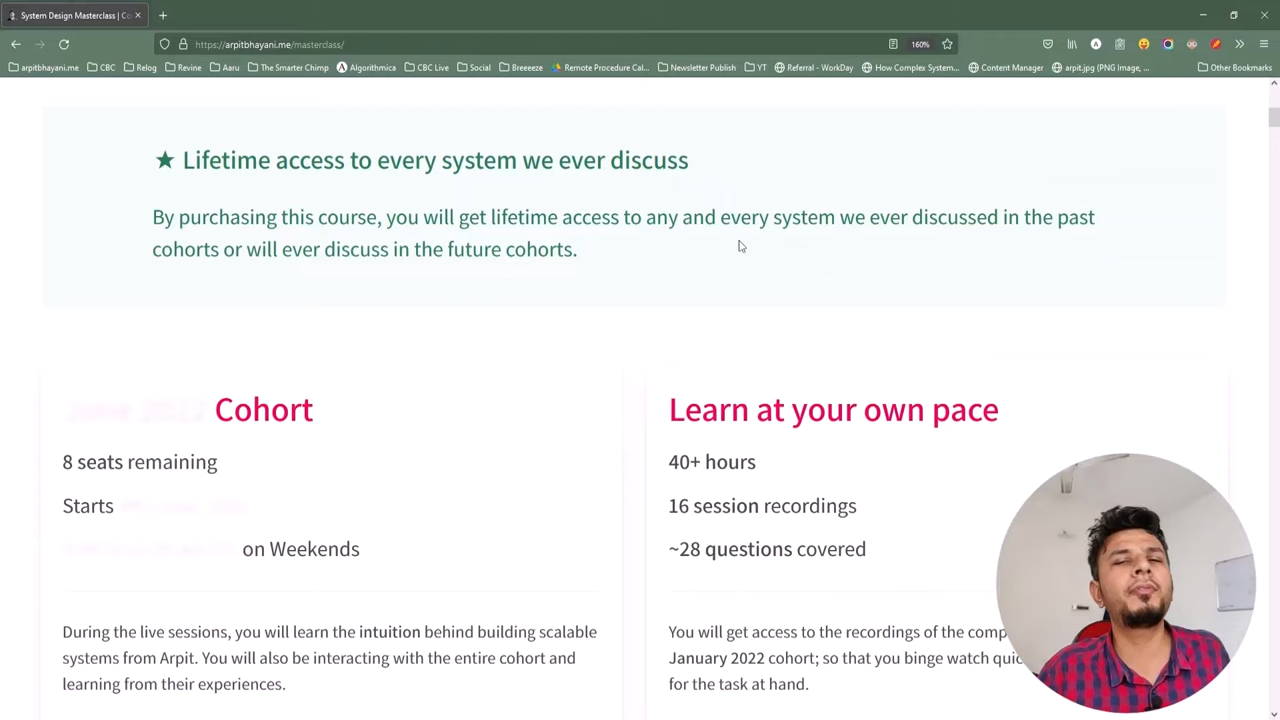 System Design Masterclass | Co
https://arpitbhayani.me/masterclass/
160%
arpitbhayani.me
CBC
Relog
Revine
Aaru
The Smarter Chimp
Algorithmica
CBC Live
Social
Breeeeze
Remote Procedure Cal...
Newsletter Publish
YT
Referral - WorkDay
How Complex System...
Content Manager
arpit.jpg (PNG Image, ...
Other Bookmarks
★ Lifetime access to every system we ever discuss
By purchasing this course, you will get lifetime access to any and every system we ever discussed in the past
cohorts or will ever discuss in the future cohorts.
Cohort
8 seats remaining
Starts
on Weekends
During the live sessions, you will learn the intuition behind building scalable
systems from Arpit. You will also be interacting with the entire cohort and
learning from their experiences.
Learn at your own pace
40+ hours
16 session recordings
~28 questions covered
You will get access to the recordings of the comp
January 2022 cohort; so that you binge watch quic
for the task at hand.